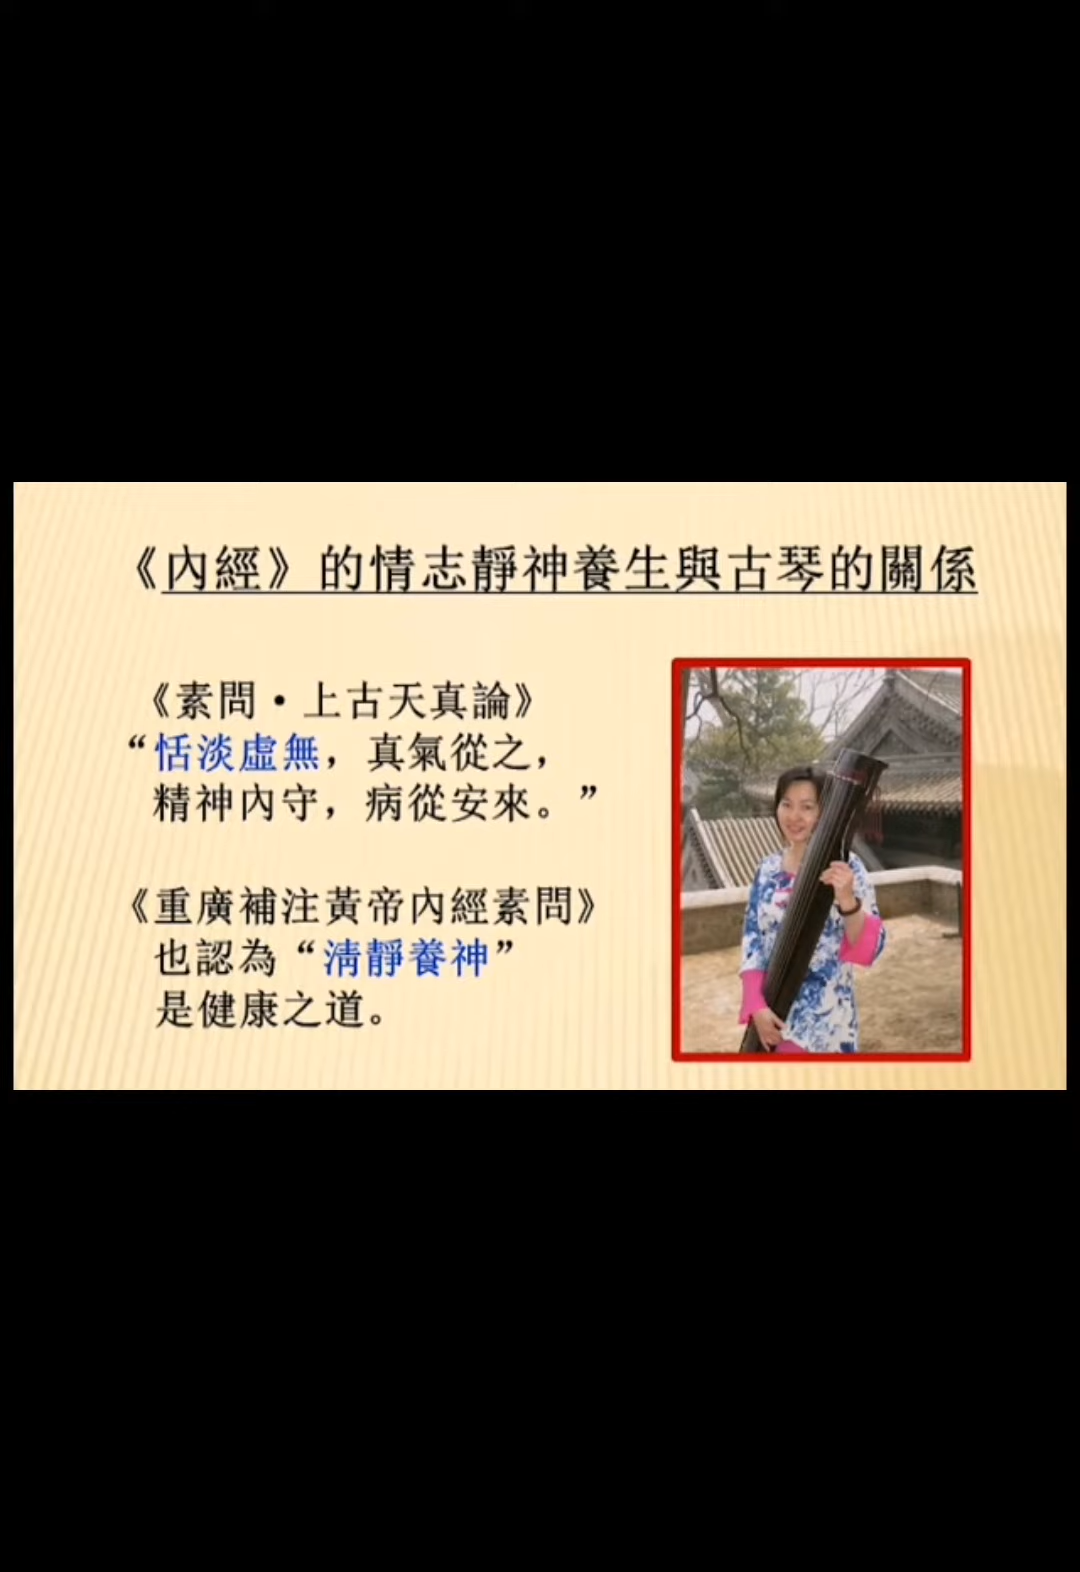 《內經》的情志靜神養生與古琴的關係
《素問·上古天真論》
“恬淡虛無，真氣從之，
精神內守，病從安來。”
《重廣補注黃帝內經素問》
也認為“清靜養神”
是健康之道。